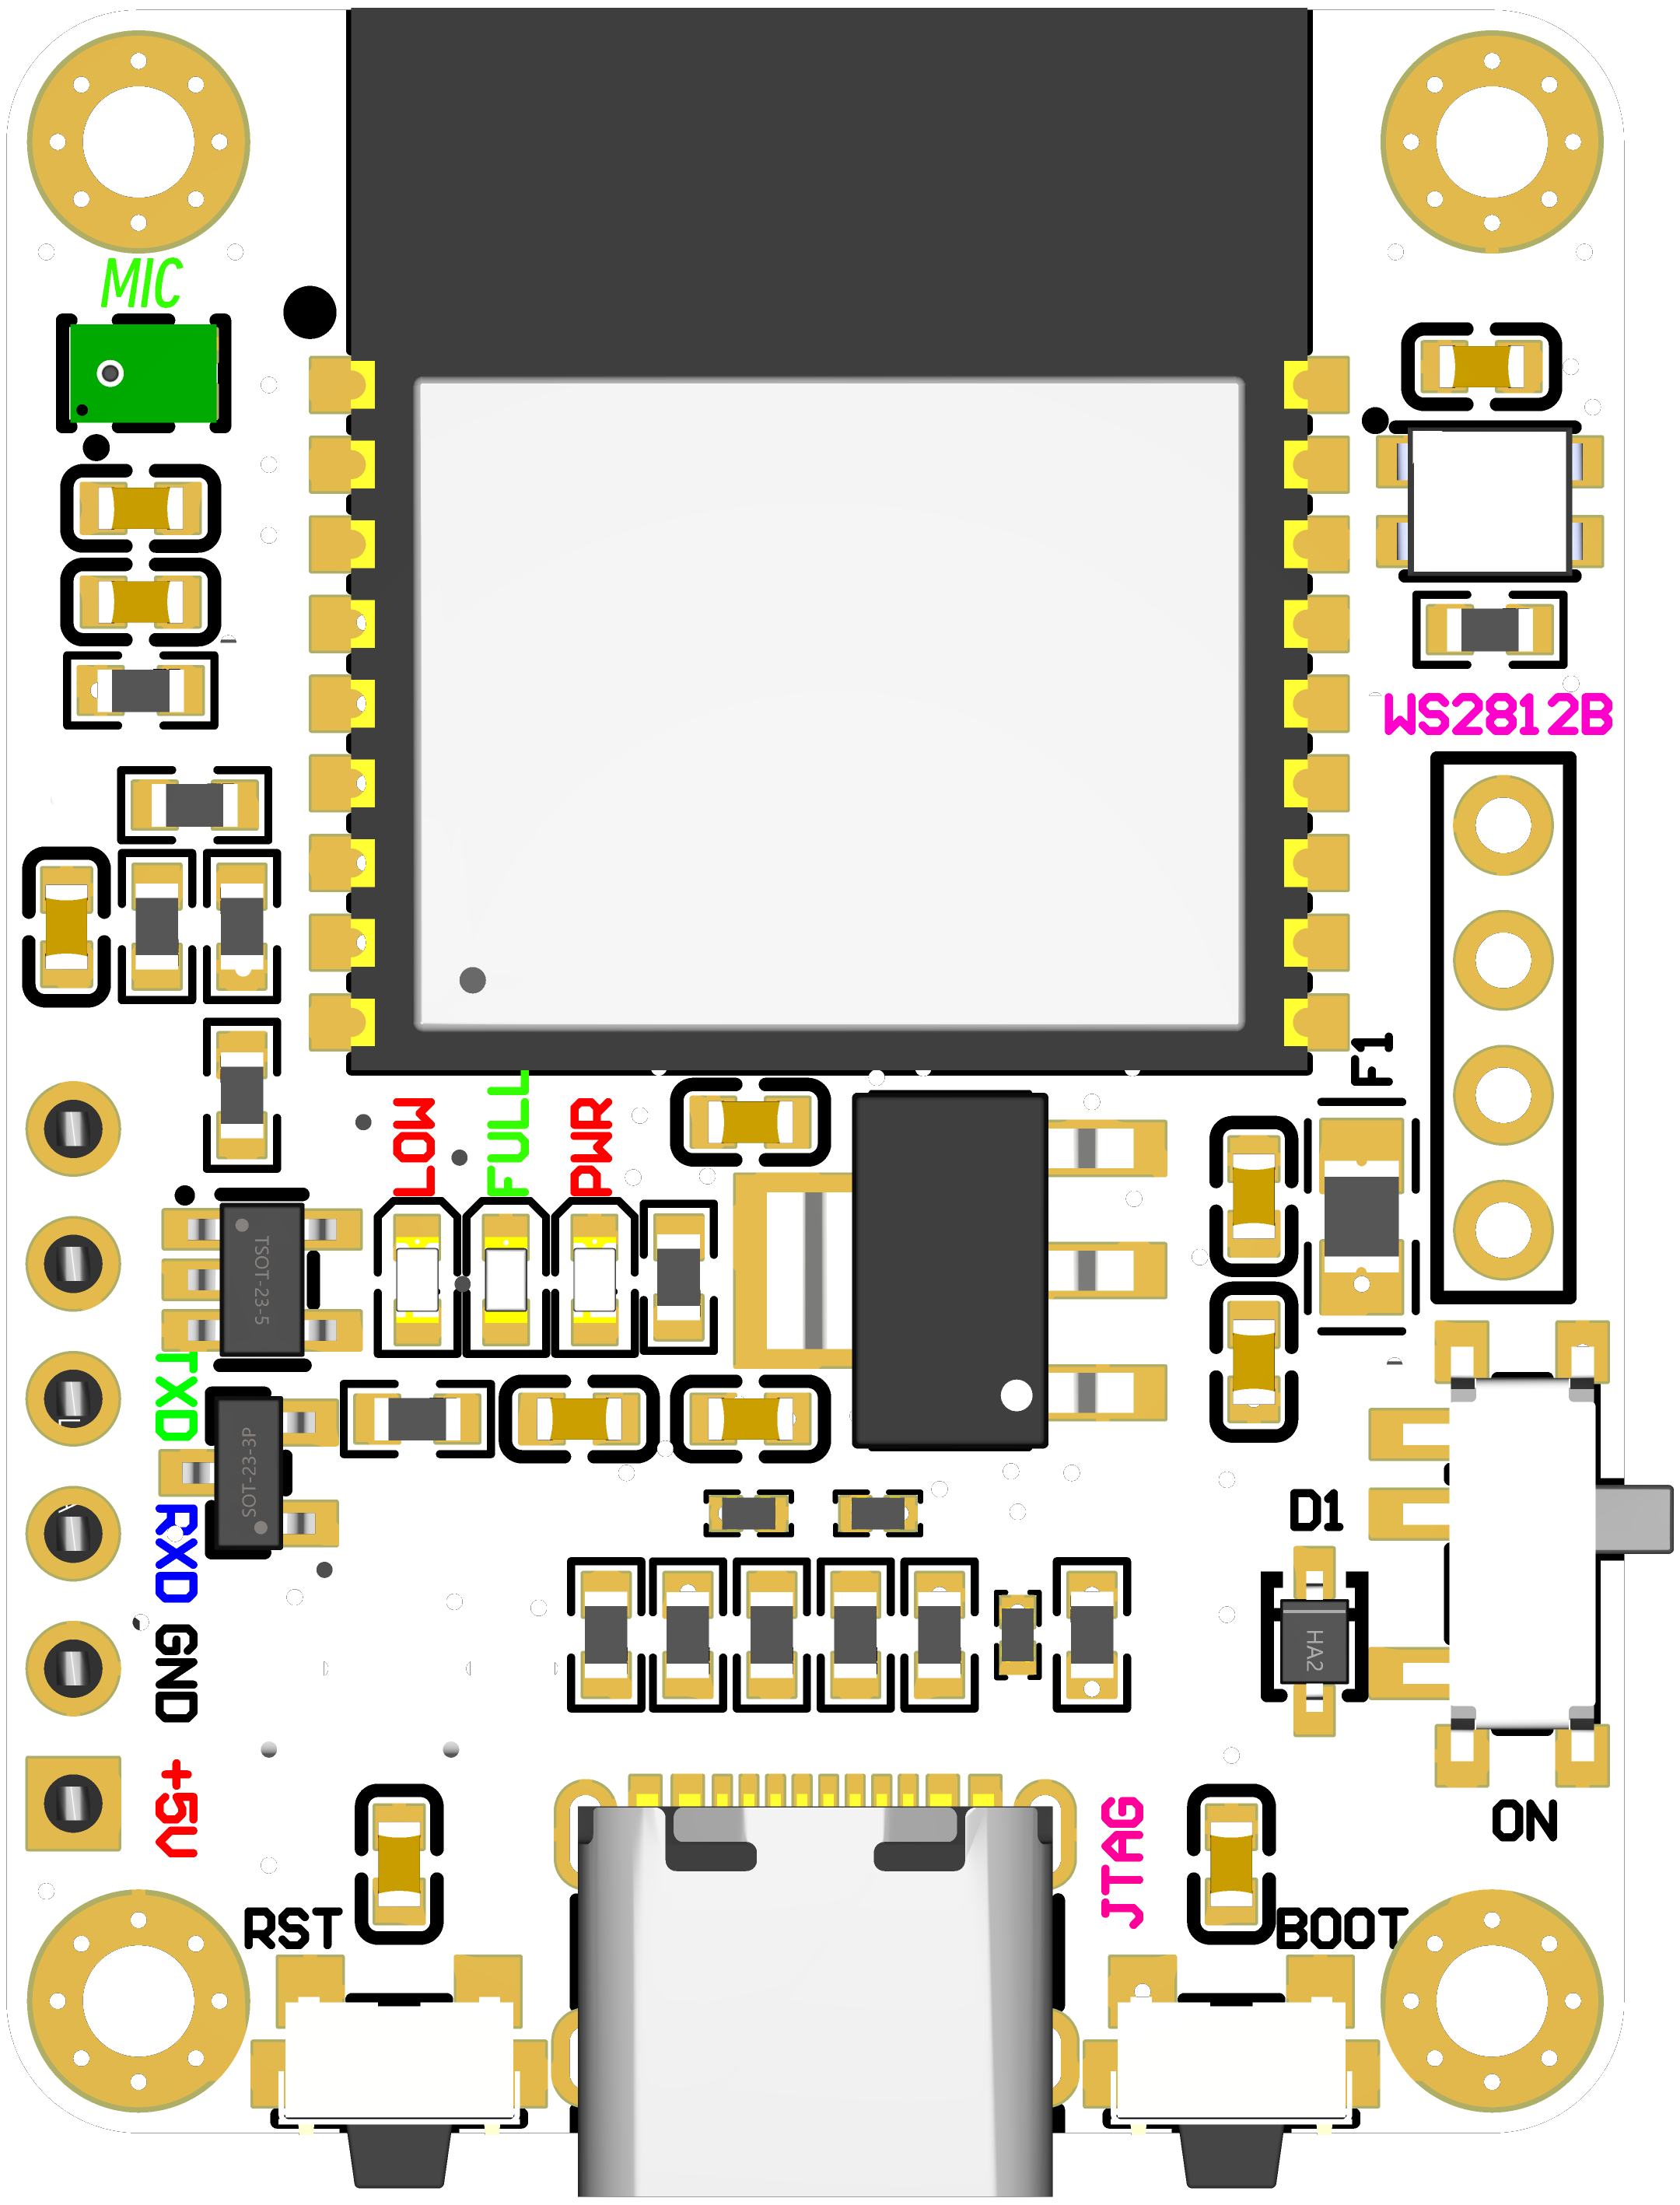 MIC
WS2812B
F1
LOW
FULL
PWR
TSOT-23-5
TXD
SOT-23-3P
RXD
D1
GND
HA2
+5V
JTAG
ON
RST
BOOT